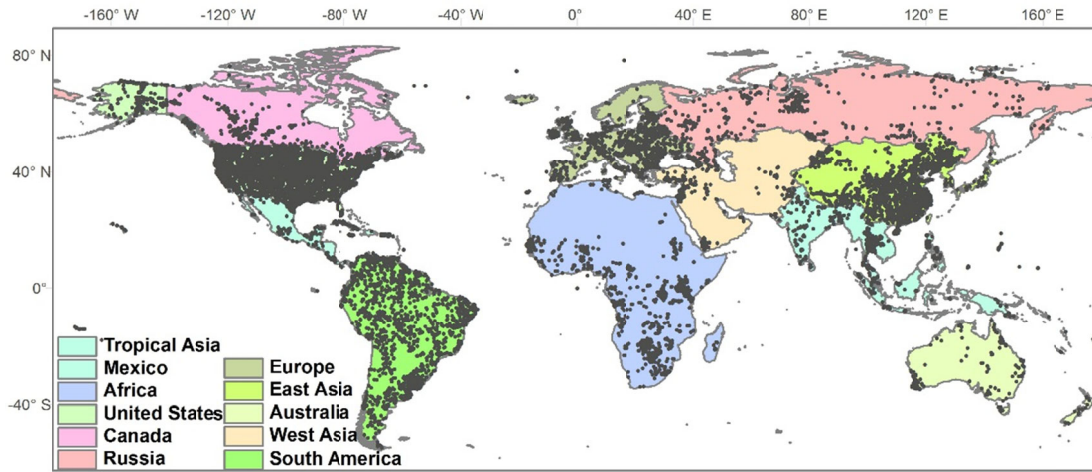 -160° W -120° W -80° W -40° W 0° 40° E 80° E 120° E 160° E
80° N
40° N
0°
-40° S
Tropical Asia
Mexico
Africa
United States
Canada
Russia
Europe
East Asia
Australia
West Asia
South America